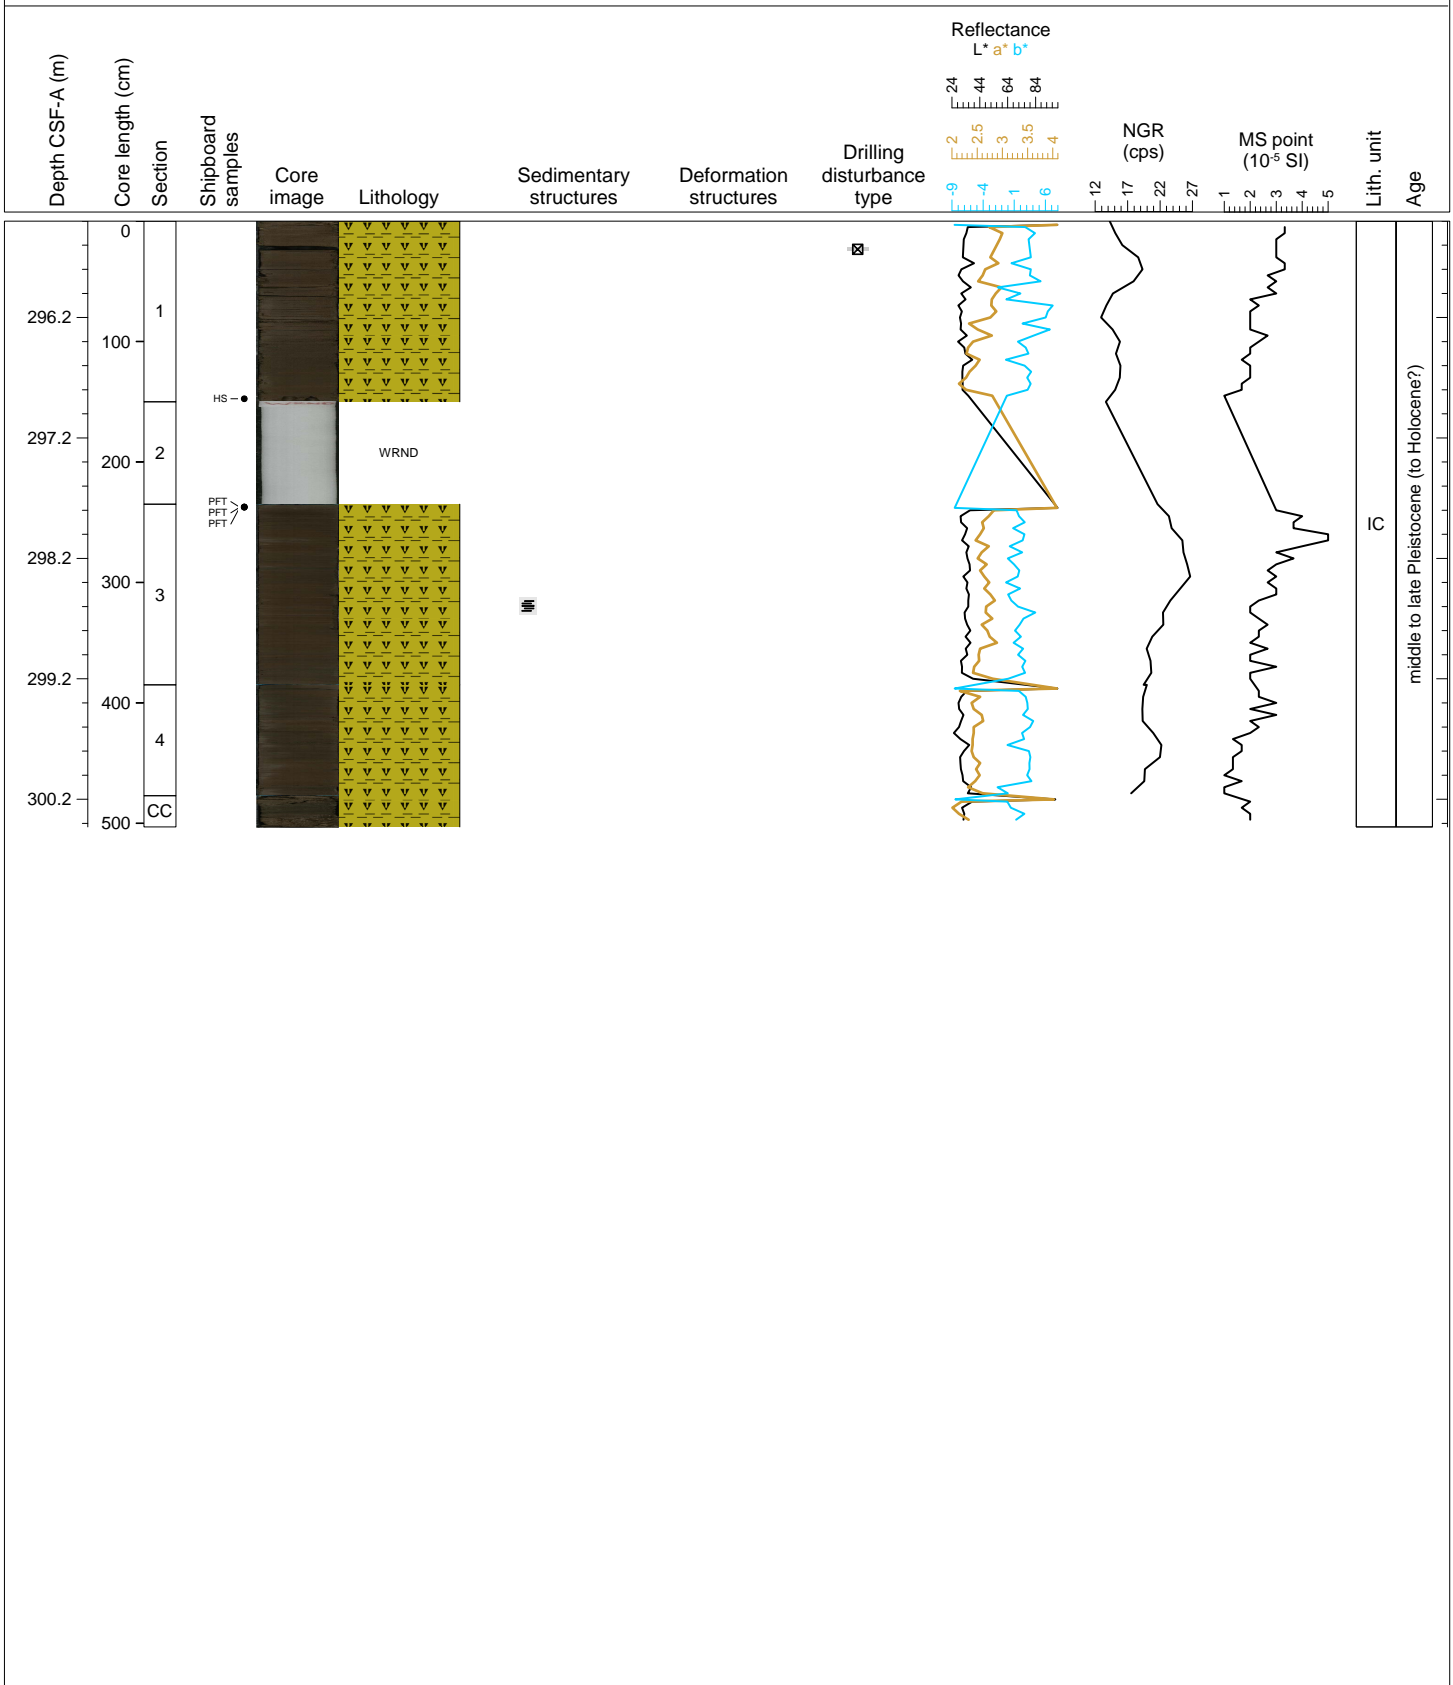 Depth CSF-A (m)
Core length (cm)
Section
Shipboard
samples
Core
image
Lithology
Sedimentary
structures
Deformation
structures
Drilling
disturbance
type
Reflectance
L* a* b*
24 44 64 84
2 2.5 3 3.5 4
-9 -4 1 6
NGR
(cps)
12 17 22 27
MS point
(10-5 SI)
1 2 3 4 5
Lith. unit
Age
0
1
296.2
100
HS
297.2
2
WRND
200
PFT
PFT
PFT
IC
middle to late Pleistocene (to Holocene?)
298.2
300
3
299.2
400
4
300.2
CC
500